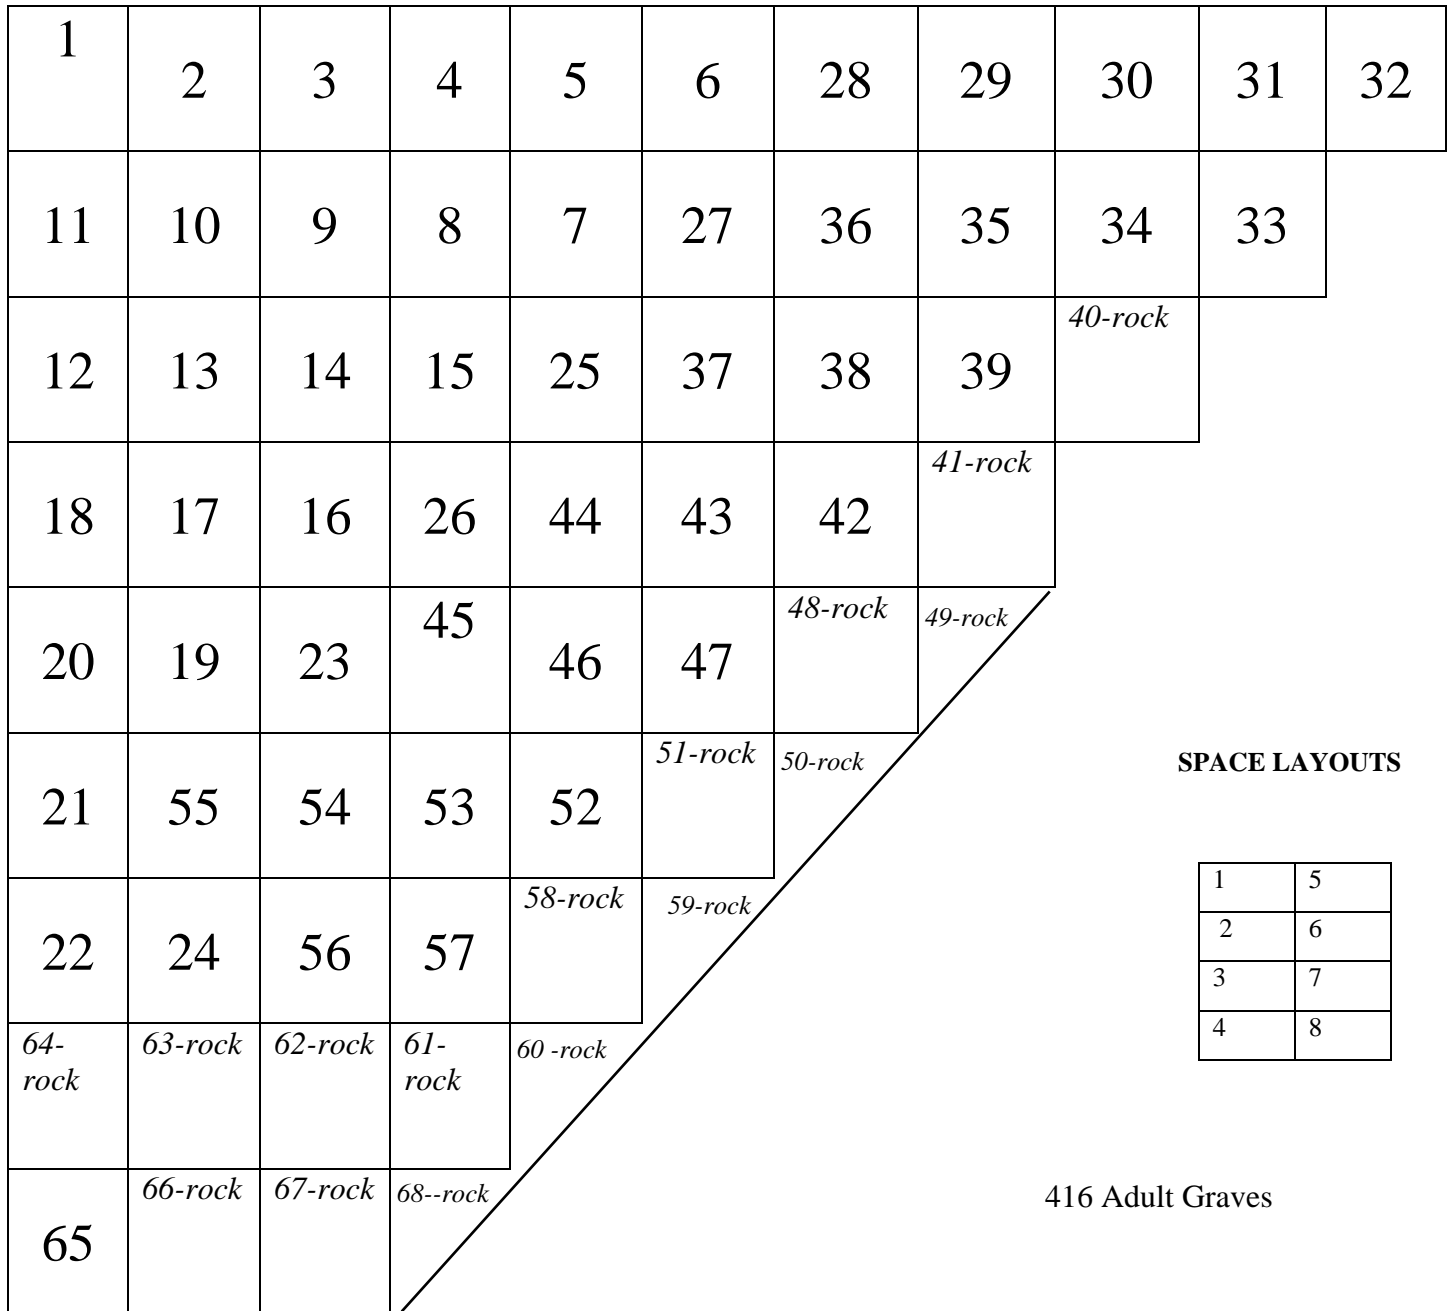 1 2 3 4 5 6 28 29 30 31 32
11 10 9 8 7 27 36 35 34 33
12 13 14 15 25 37 38 39 40-rock
18 17 16 26 44 43 42 41-rock
20 19 23 45 46 47 48-rock 49-rock
21 55 54 53 52 51-rock 50-rock
SPACE LAYOUTS
22 24 56 57 58-rock 59-rock
1 5
2 6
3 7
4 8
64-
rock 63-rock 62-rock 61-
rock 60 -rock
65 66-rock 67-rock 68--rock
416 Adult Graves